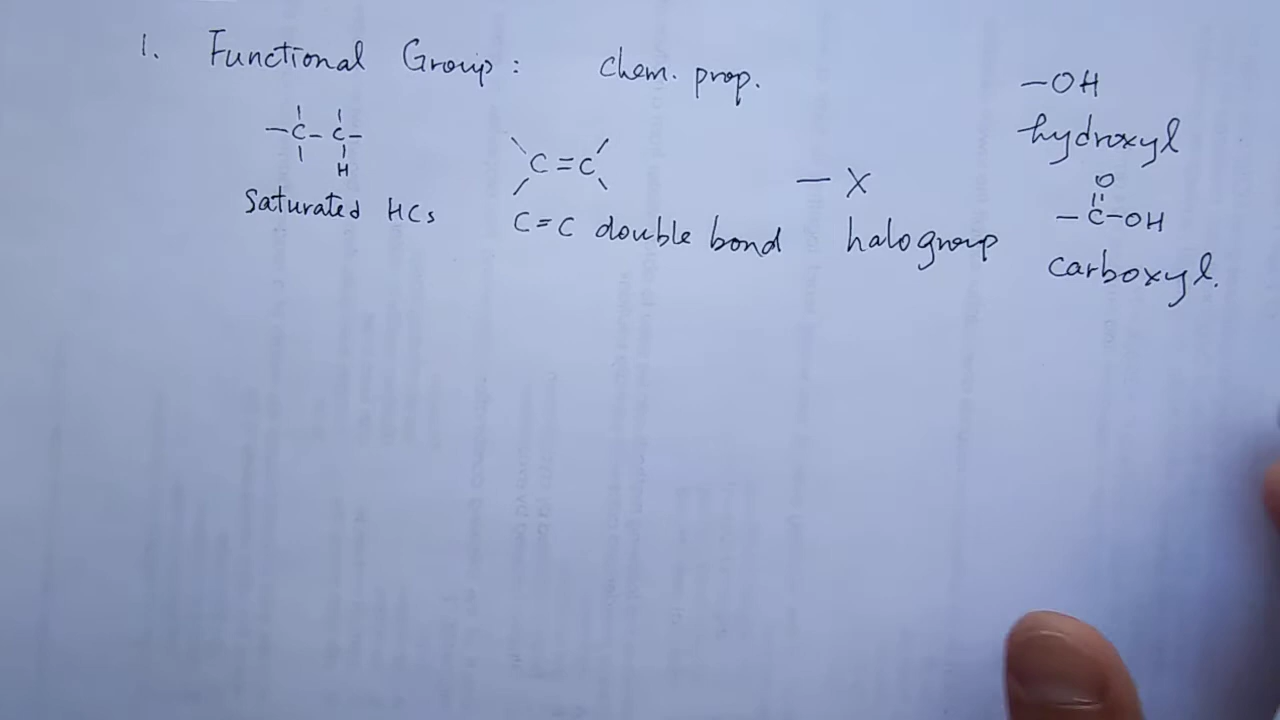 1. Functional Group : chem. prop.
-C-C-
H
Saturated HCs
C=C
C=C double bond
-X
halogroup
-OH
hydroxyl
O
-C-OH
carboxyl.